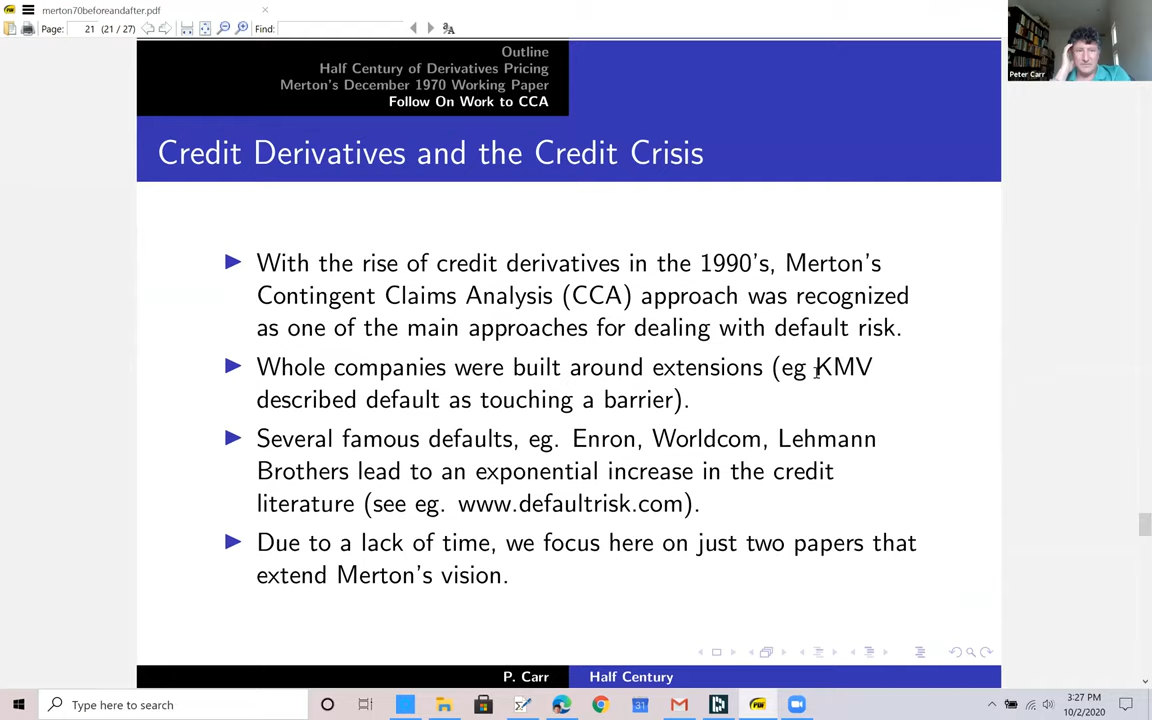 merton70beforeandafter.pdf
Page: 21 (21 / 27) Find:
Peter Carr
Outline
Half Century of Derivatives Pricing
Merton's December 1970 Working Paper
Follow On Work to CCA
Credit Derivatives and the Credit Crisis
With the rise of credit derivatives in the 1990's, Merton's
Contingent Claims Analysis (CCA) approach was recognized
as one of the main approaches for dealing with default risk.
Whole companies were built around extensions (eg KMV
described default as touching a barrier).
Several famous defaults, eg. Enron, Worldcom, Lehmann
Brothers lead to an exponential increase in the credit
literature (see eg. www.defaultrisk.com).
Due to a lack of time, we focus here on just two papers that
extend Merton's vision.
P. Carr Half Century
Type here to search
31
3:27 PM
10/2/2020